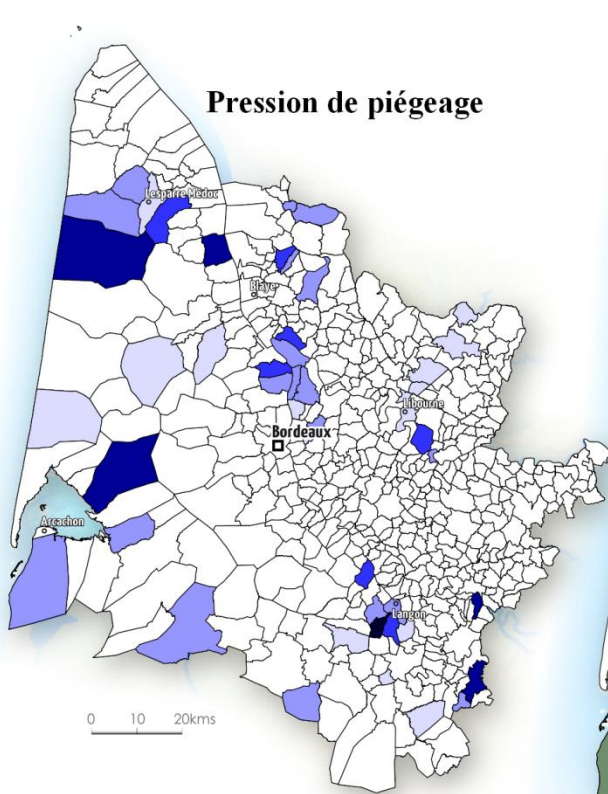 Pression de piégeage
Lesparre Médoc
Blaye
Libourne
Bordeaux
Arcachon
Langon
0 10 20kms